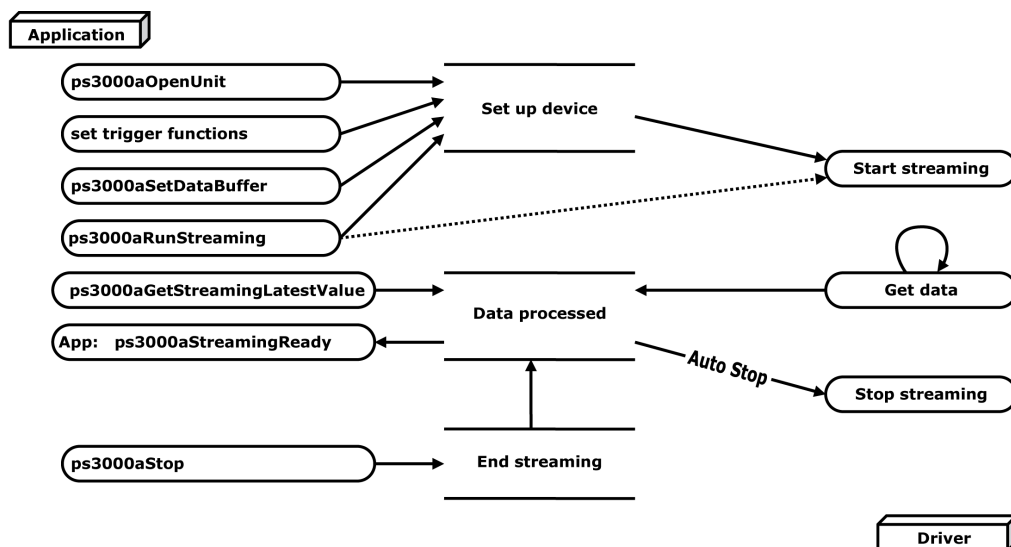 Application
ps3000aOpenUnit
Set up device
set trigger functions
Start streaming
ps3000aSetDataBuffer
ps3000aRunStreaming
ps3000aGetStreamingLatestValue
Get data
Data processed
App: ps3000aStreamingReady
Auto Stop
Stop streaming
ps3000aStop
End streaming
Driver